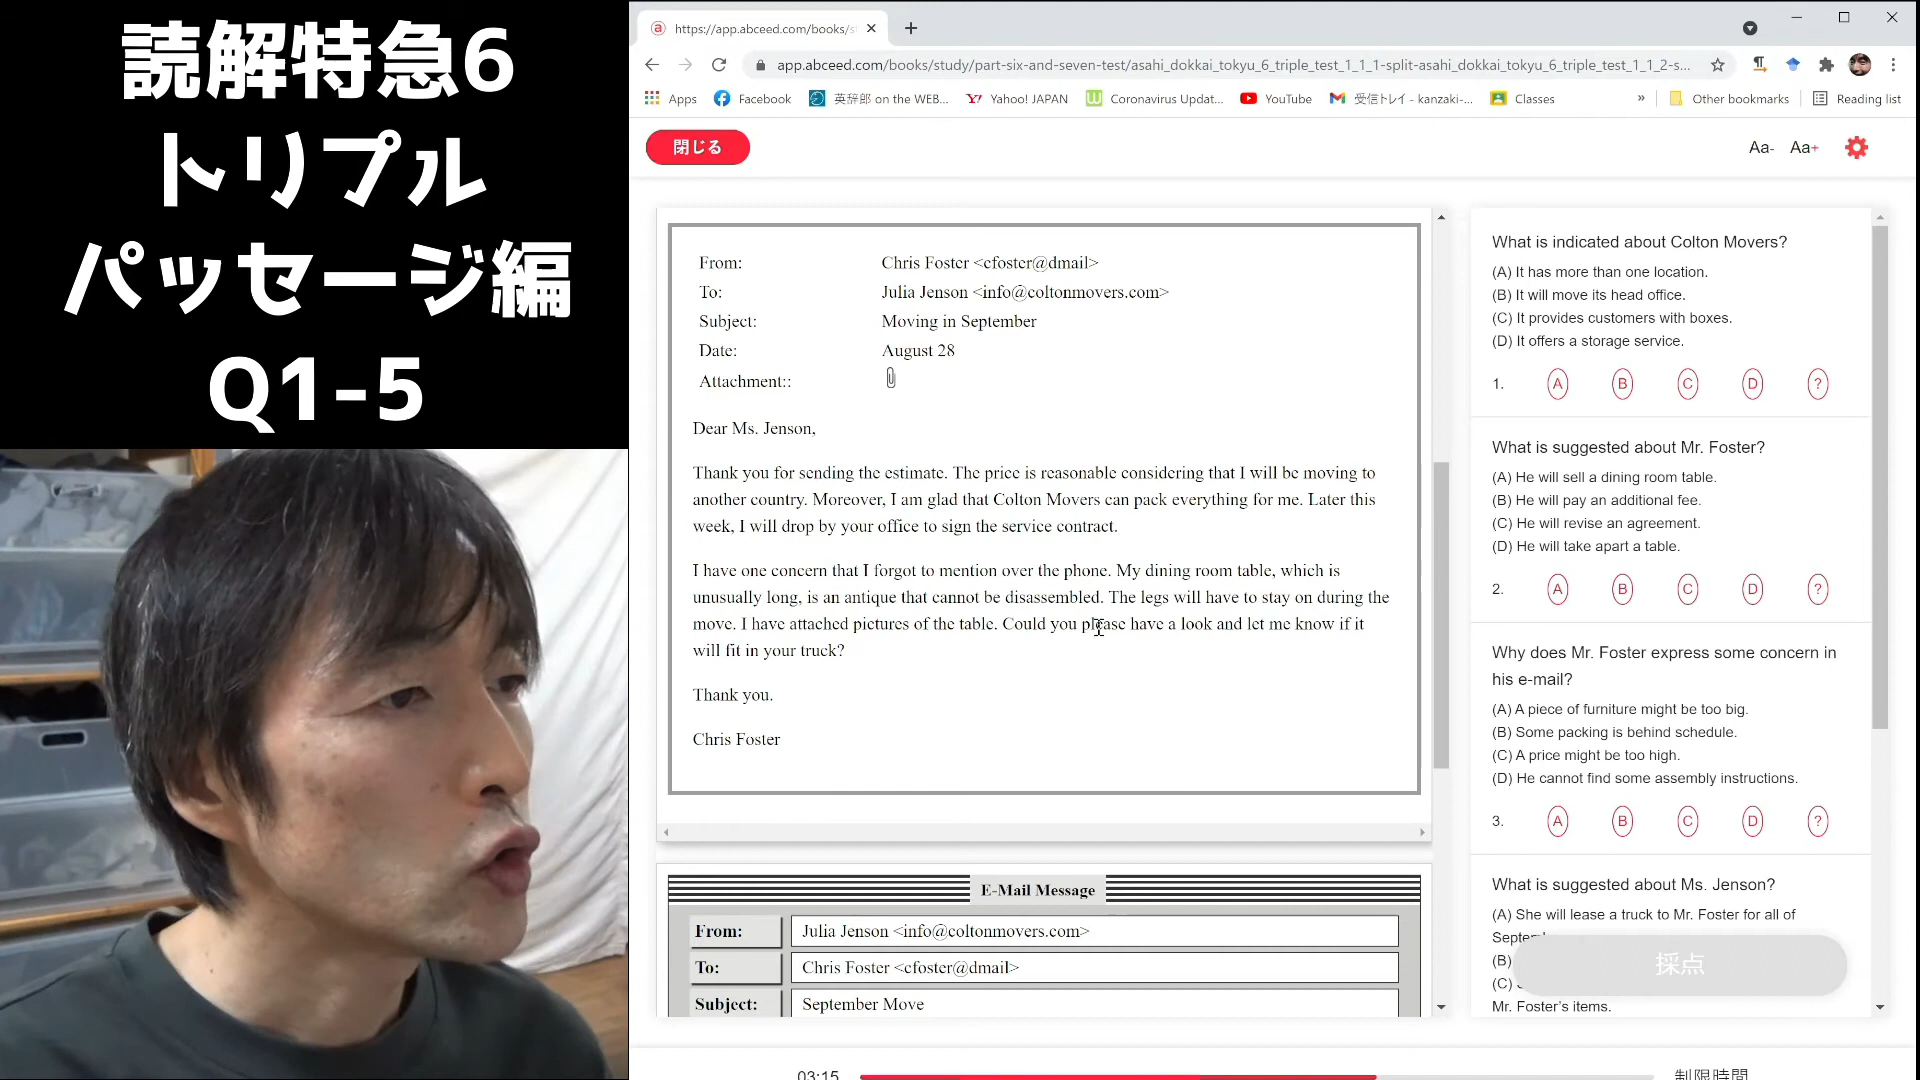 読解特急6
トリプル
パッセージ編
Q1-5
https://app.abceed.com/books/s
app.abceed.com/books/study/part-six-and-seven-test/asahi_dokkai_tokyu_6_triple_test_1_1_1-split-asahi_dokkai_tokyu_6_triple_test_1_1_2-s...
Apps Facebook 英辞郎 on the WEB... Yahoo! JAPAN Coronavirus Updat... YouTube 受信トレイ - kanzaki-... Classes » Other bookmarks Reading list
閉じる
Aa- Aa+
From: Chris Foster <cfoster@dmail>
To: Julia Jenson <info@coltonmovers.com>
Subject: Moving in September
Date: August 28
Attachment::
Dear Ms. Jenson,
Thank you for sending the estimate. The price is reasonable considering that I will be moving to
another country. Moreover, I am glad that Colton Movers can pack everything for me. Later this
week, I will drop by your office to sign the service contract.
I have one concern that I forgot to mention over the phone. My dining room table, which is
unusually long, is an antique that cannot be disassembled. The legs will have to stay on during the
move. I have attached pictures of the table. Could you please have a look and let me know if it
will fit in your truck?
Thank you.
Chris Foster
E-Mail Message
From: Julia Jenson <info@coltonmovers.com>
To: Chris Foster <cfoster@dmail>
Subject: September Move
What is indicated about Colton Movers?
(A) It has more than one location.
(B) It will move its head office.
(C) It provides customers with boxes.
(D) It offers a storage service.
1. A B C D ?
What is suggested about Mr. Foster?
(A) He will sell a dining room table.
(B) He will pay an additional fee.
(C) He will revise an agreement.
(D) He will take apart a table.
2. A B C D ?
Why does Mr. Foster express some concern in
his e-mail?
(A) A piece of furniture might be too big.
(B) Some packing is behind schedule.
(C) A price might be too high.
(D) He cannot find some assembly instructions.
3. A B C D ?
What is suggested about Ms. Jenson?
(A) She will lease a truck to Mr. Foster for all of
(B)
(C)
Mr. Foster's items.
採点
03:15
制限時間